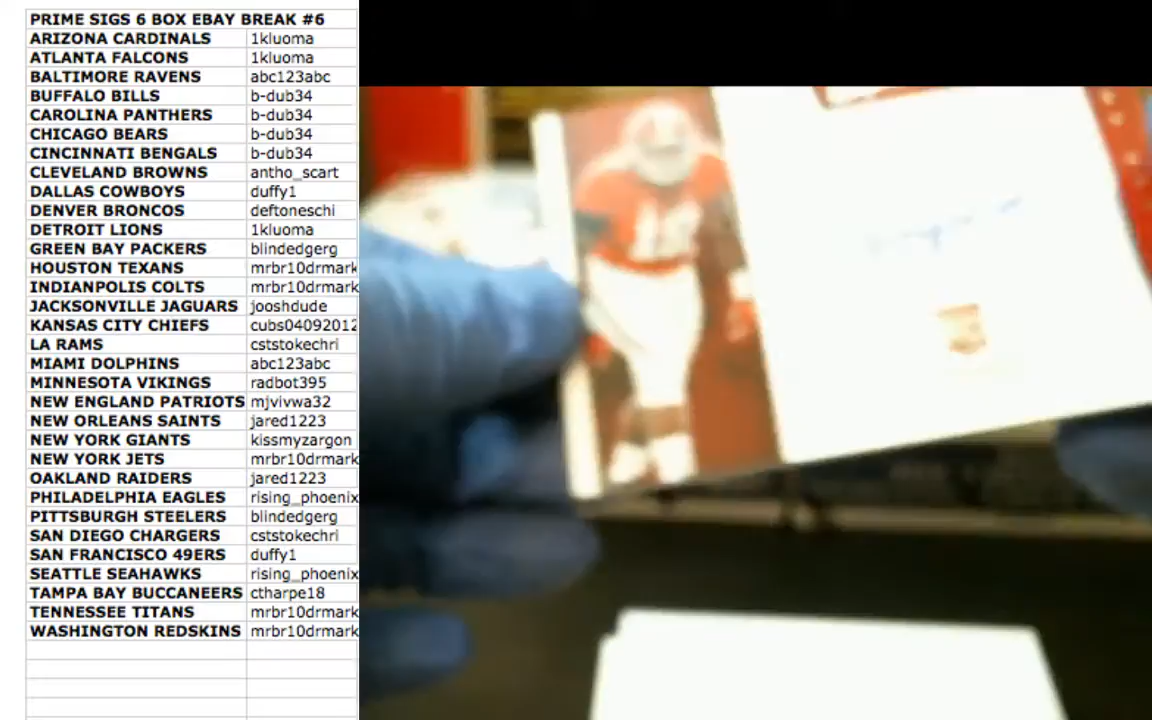 PRIME SIGS 6 BOX EBAY BREAK #6
ARIZONA CARDINALS 1kluoma
ATLANTA FALCONS 1kluoma
BALTIMORE RAVENS abc123abc
BUFFALO BILLS b-dub34
CAROLINA PANTHERS b-dub34
CHICAGO BEARS b-dub34
CINCINNATI BENGALS b-dub34
CLEVELAND BROWNS antho_scart
DALLAS COWBOYS duffy1
DENVER BRONCOS deftoneschi
DETROIT LIONS 1kluoma
GREEN BAY PACKERS blindedgerg
HOUSTON TEXANS mrbr10drmark
INDIANPOLIS COLTS mrbr10drmark
JACKSONVILLE JAGUARS jooshdude
KANSAS CITY CHIEFS cubs04092012
LA RAMS cststokechri
MIAMI DOLPHINS abc123abc
MINNESOTA VIKINGS radbot395
NEW ENGLAND PATRIOTS mjvivwa32
NEW ORLEANS SAINTS jared1223
NEW YORK GIANTS kissmyzargon
NEW YORK JETS mrbr10drmark
OAKLAND RAIDERS jared1223
PHILADELPHIA EAGLES rising_phoenix
PITTSBURGH STEELERS blindedgerg
SAN DIEGO CHARGERS cststokechri
SAN FRANCISCO 49ERS duffy1
SEATTLE SEAHAWKS rising_phoenix
TAMPA BAY BUCCANEERS ctharpe18
TENNESSEE TITANS mrbr10drmark
WASHINGTON REDSKINS mrbr10drmark